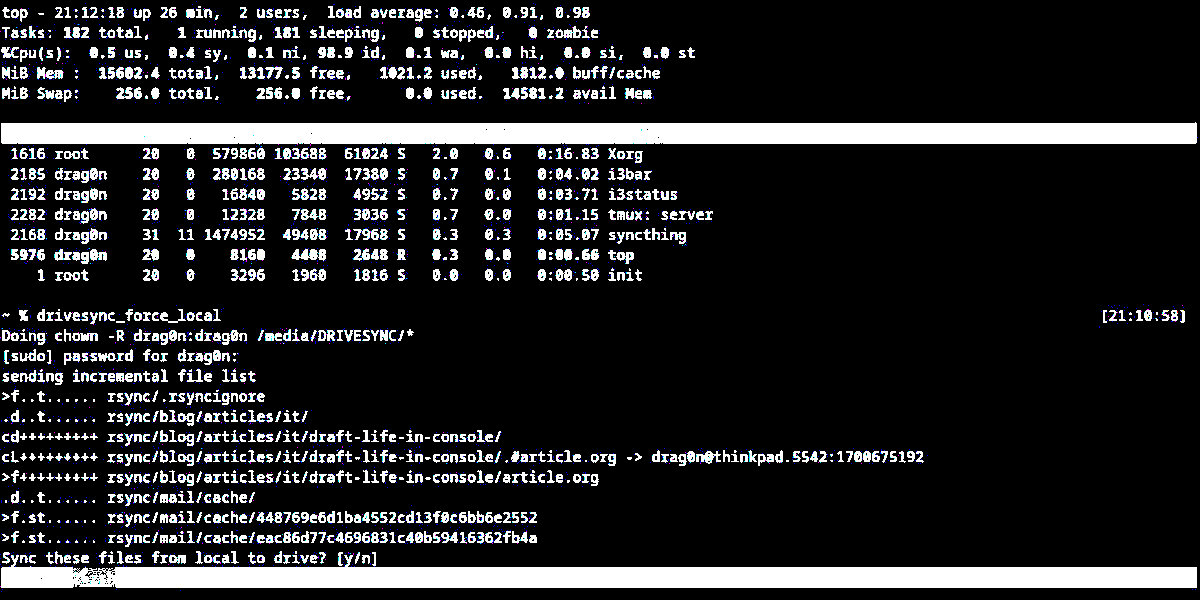 top - 21:12:18 up 26 min,  2 users,  load average: 0.46, 0.91, 0.98
Tasks: 182 total,   1 running, 181 sleeping,   0 stopped,   0 zombie
%Cpu(s):  0.5 us,  0.4 sy,  0.1 ni, 98.9 id,  0.1 wa,  0.0 hi,  0.0 si,  0.0 st
MiB Mem :  15602.4 total,  13177.5 free,   1021.2 used,   1812.0 buff/cache
MiB Swap:    256.0 total,    256.0 free,      0.0 used.  14581.2 avail Mem
1616 root      20   0  579860 103688  61024 S   2.0   0.6   0:16.83 Xorg
2185 drag0n    20   0  280168  23340  17380 S   0.7   0.1   0:04.02 i3bar
2192 drag0n    20   0   16840   5828   4952 S   0.7   0.0   0:03.71 i3status
2282 drag0n    20   0   12328   7848   3036 S   0.7   0.0   0:01.15 tmux: server
2168 drag0n    31  11 1474952  49408  17968 S   0.3   0.3   0:05.07 syncthing
5976 drag0n    20   0    8160   4408   2648 R   0.3   0.0   0:00.66 top
1 root      20   0    3296   1960   1816 S   0.0   0.0   0:00.50 init
~ % drivesync_force_local [21:10:58]
Doing chown -R drag0n:drag0n /media/DRIVESYNC/*
[sudo] password for drag0n:
sending incremental file list
>f..t...... rsync/.rsyncignore
.d..t...... rsync/blog/articles/it/
cd+++++++++ rsync/blog/articles/it/draft-life-in-console/
cL+++++++++ rsync/blog/articles/it/draft-life-in-console/.#article.org -> drag0n@thinkpad.5542:1700675192
>f+++++++++ rsync/blog/articles/it/draft-life-in-console/article.org
.d..t...... rsync/mail/cache/
>f.st...... rsync/mail/cache/448769e6d1ba4552cd13f0c6bb6e2552
>f.st...... rsync/mail/cache/eac86d77c4696831c40b59416362fb4a
Sync these files from local to drive? [y/n]